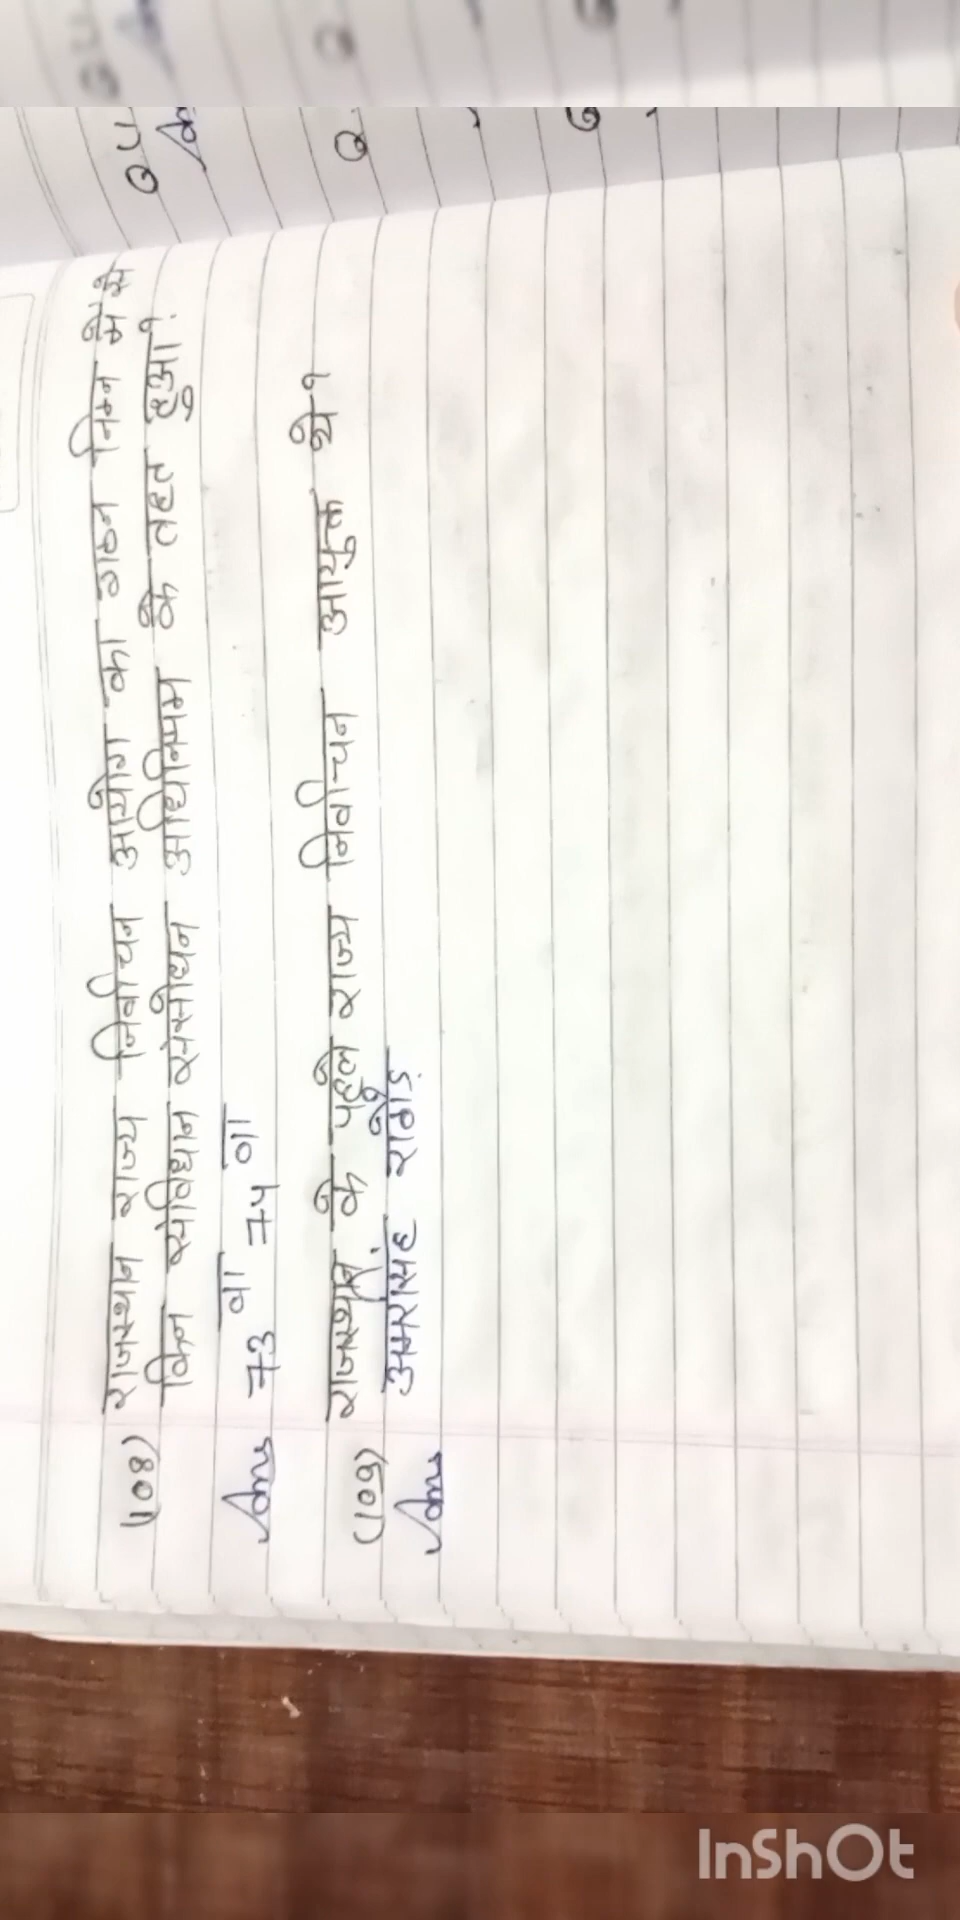 (108) राजस्थान राज्य निर्वाचन आयोग का गठन निम्न में से
किस संविधान संसोधन अधिनियम के तहत हुआ?
Ans 73 वां 74 वां
(109) राजस्थान के पहले राज्य निर्वाचन आयुक्त थे?
Ans अमरसिंह राठौड़
InShOt